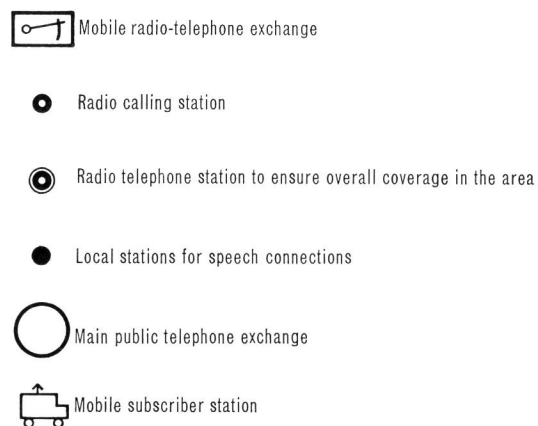 Mobile radio-telephone exchange
Radio calling station
Radio telephone station to ensure overall coverage in the area
Local stations for speech connections
Main public telephone exchange
Mobile subscriber station